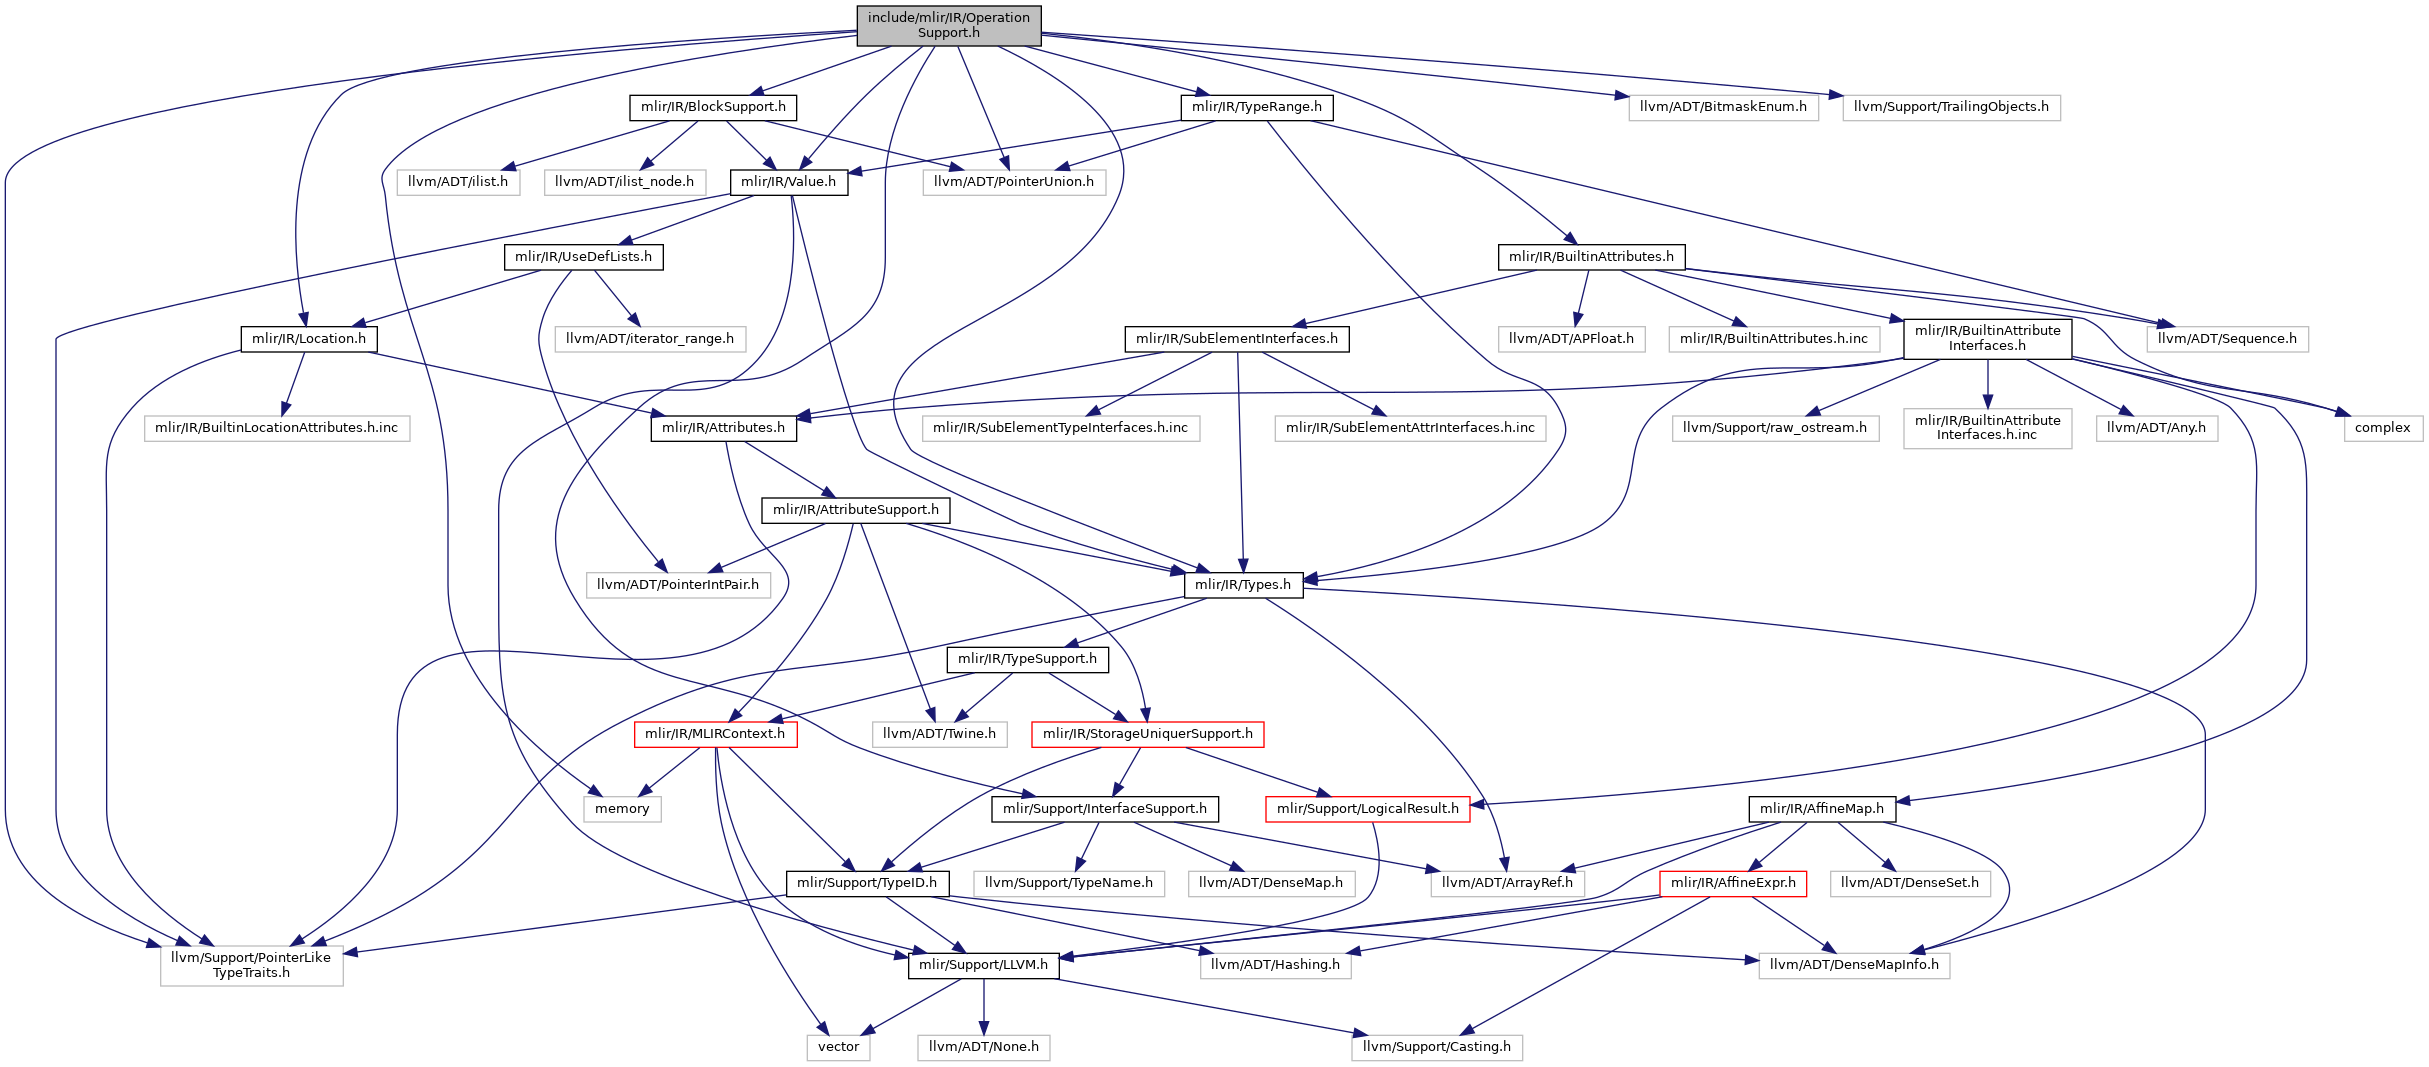 include/mlir/IR/Operation
Support.h
mlir/IR/BlockSupport.h
mlir/IR/TypeRange.h
llvm/ADT/BitmaskEnum.h
llvm/Support/TrailingObjects.h
llvm/ADT/ilist.h
llvm/ADT/ilist_node.h
mlir/IR/Value.h
llvm/ADT/PointerUnion.h
mlir/IR/UseDefLists.h
mlir/IR/BuiltinAttributes.h
mlir/IR/Location.h
llvm/ADT/iterator_range.h
mlir/IR/SubElementInterfaces.h
llvm/ADT/APFloat.h
mlir/IR/BuiltinAttributes.h.inc
mlir/IR/BuiltinAttribute
Interfaces.h
llvm/ADT/Sequence.h
mlir/IR/BuiltinLocationAttributes.h.inc
mlir/IR/Attributes.h
mlir/IR/SubElementTypeInterfaces.h.inc
mlir/IR/SubElementAttrInterfaces.h.inc
llvm/Support/raw_ostream.h
mlir/IR/BuiltinAttribute
Interfaces.h.inc
llvm/ADT/Any.h
complex
mlir/IR/AttributeSupport.h
llvm/ADT/PointerIntPair.h
mlir/IR/Types.h
mlir/IR/TypeSupport.h
mlir/IR/MLIRContext.h
llvm/ADT/Twine.h
mlir/IR/StorageUniquerSupport.h
memory
mlir/Support/InterfaceSupport.h
mlir/Support/LogicalResult.h
mlir/IR/AffineMap.h
mlir/Support/TypeID.h
llvm/Support/TypeName.h
llvm/ADT/DenseMap.h
llvm/ADT/ArrayRef.h
mlir/IR/AffineExpr.h
llvm/ADT/DenseSet.h
llvm/Support/PointerLike
TypeTraits.h
mlir/Support/LLVM.h
llvm/ADT/Hashing.h
llvm/ADT/DenseMapInfo.h
vector
llvm/ADT/None.h
llvm/Support/Casting.h